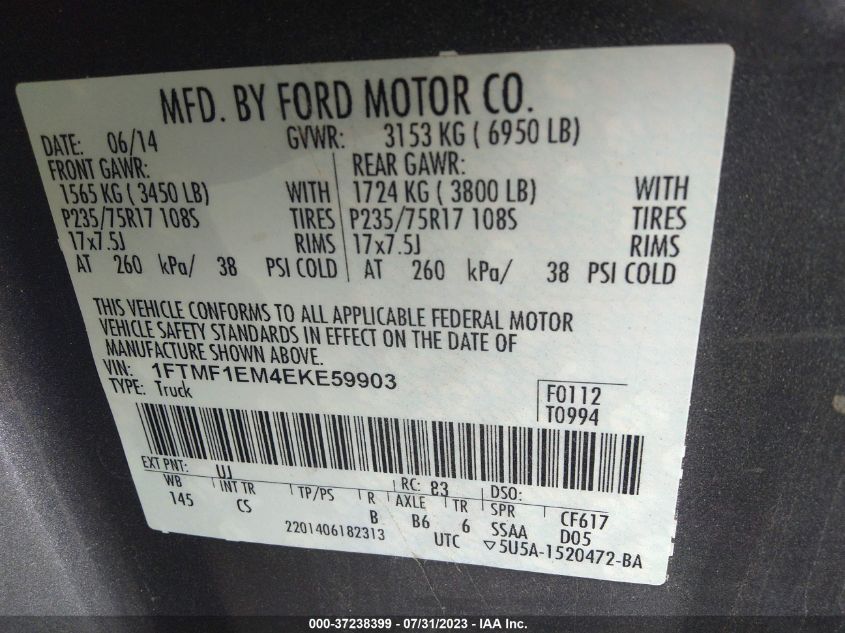 MFD. BY FORD MOTOR CO.
DATE: 06/14 GVWR: 3153 KG ( 6950 LB)
FRONT GAWR: REAR GAWR:
1565 KG ( 3450 LB) WITH 1724 KG ( 3800 LB) WITH
P235/75R17 108S TIRES P235/75R17 108S TIRES
17x7.5J RIMS 17x7.5J RIMS
AT 260 kPa/ 38 PSI COLD AT 260 kPa/ 38 PSI COLD
THIS VEHICLE CONFORMS TO ALL APPLICABLE FEDERAL MOTOR
VEHICLE SAFETY STANDARDS IN EFFECT ON THE DATE OF
MANUFACTURE SHOWN ABOVE.
VIN: 1FTMF1EM4EKE59903
TYPE: Truck
F0112
T0994
EXT PNT: UJ RC: 83 DSO:
WB INT TR TP/PS R AXLE TR SPR CF617
145 CS B B6 6 SSAA D05
2201406182313 UTC ▽5U5A-1520472-BA
000-37238399 - 07/31/2023 - IAA Inc.